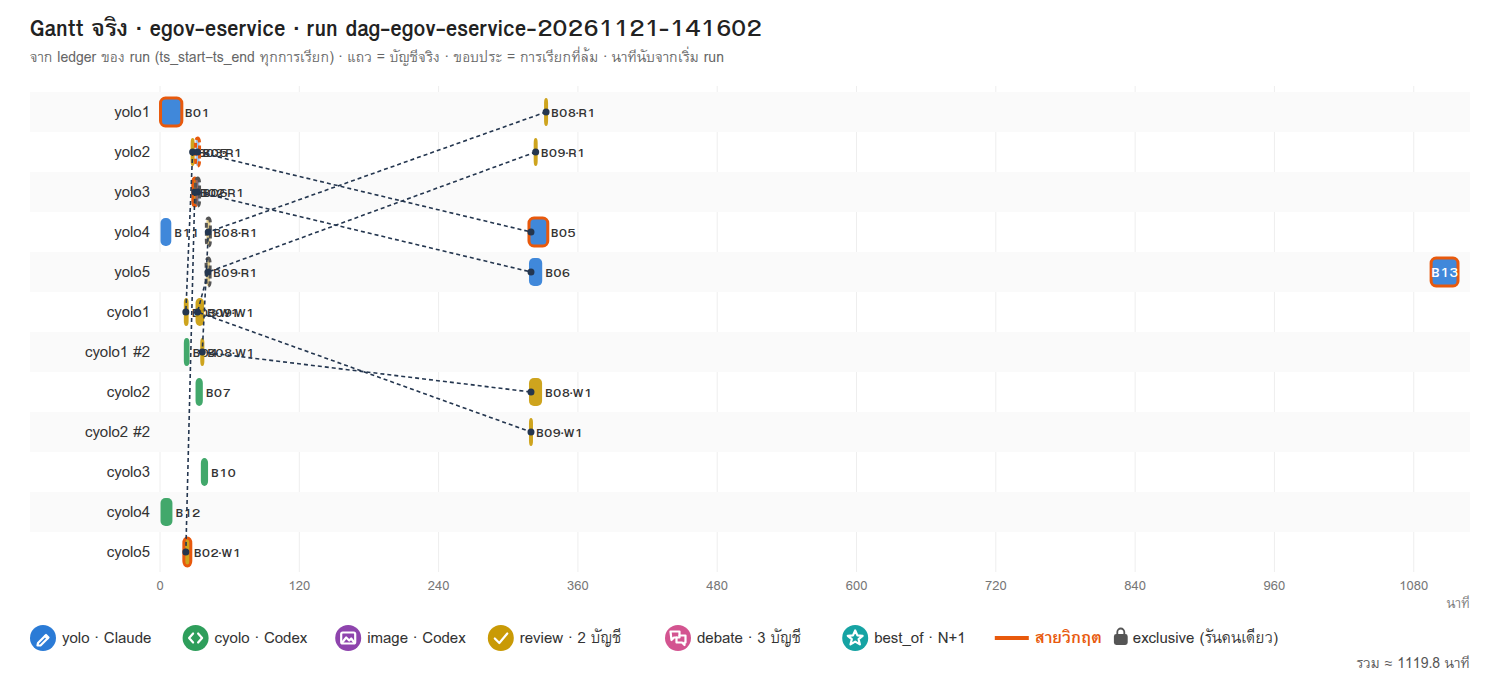 Gantt จริง · egov-eservice · run dag-egov-eservice-20261121-141602
จาก ledger ของ run (ts_start–ts_end ทุกการเรียก) · แถว = บัญชีจริง · ขอบประ = การเรียกที่ล้ม · นาทีนับจากเริ่ม run
yolo1 B01 B08·R1
yolo2 B09·R1
yolo3
yolo4 B11 B08·R1 B05
yolo5 B09·R1 B06 B13
cyolo1
cyolo1 #2 B08·W1
cyolo2 B07 B08·W1
cyolo2 #2 B09·W1
cyolo3 B10
cyolo4 B12
cyolo5 B02·W1
0 120 240 360 480 600 720 840 960 1080
นาที
yolo · Claude cyolo · Codex image · Codex review · 2 บัญชี debate · 3 บัญชี best_of · N+1 สายวิกฤต exclusive (รันคนเดียว)
รวม ≈ 1119.8 นาที